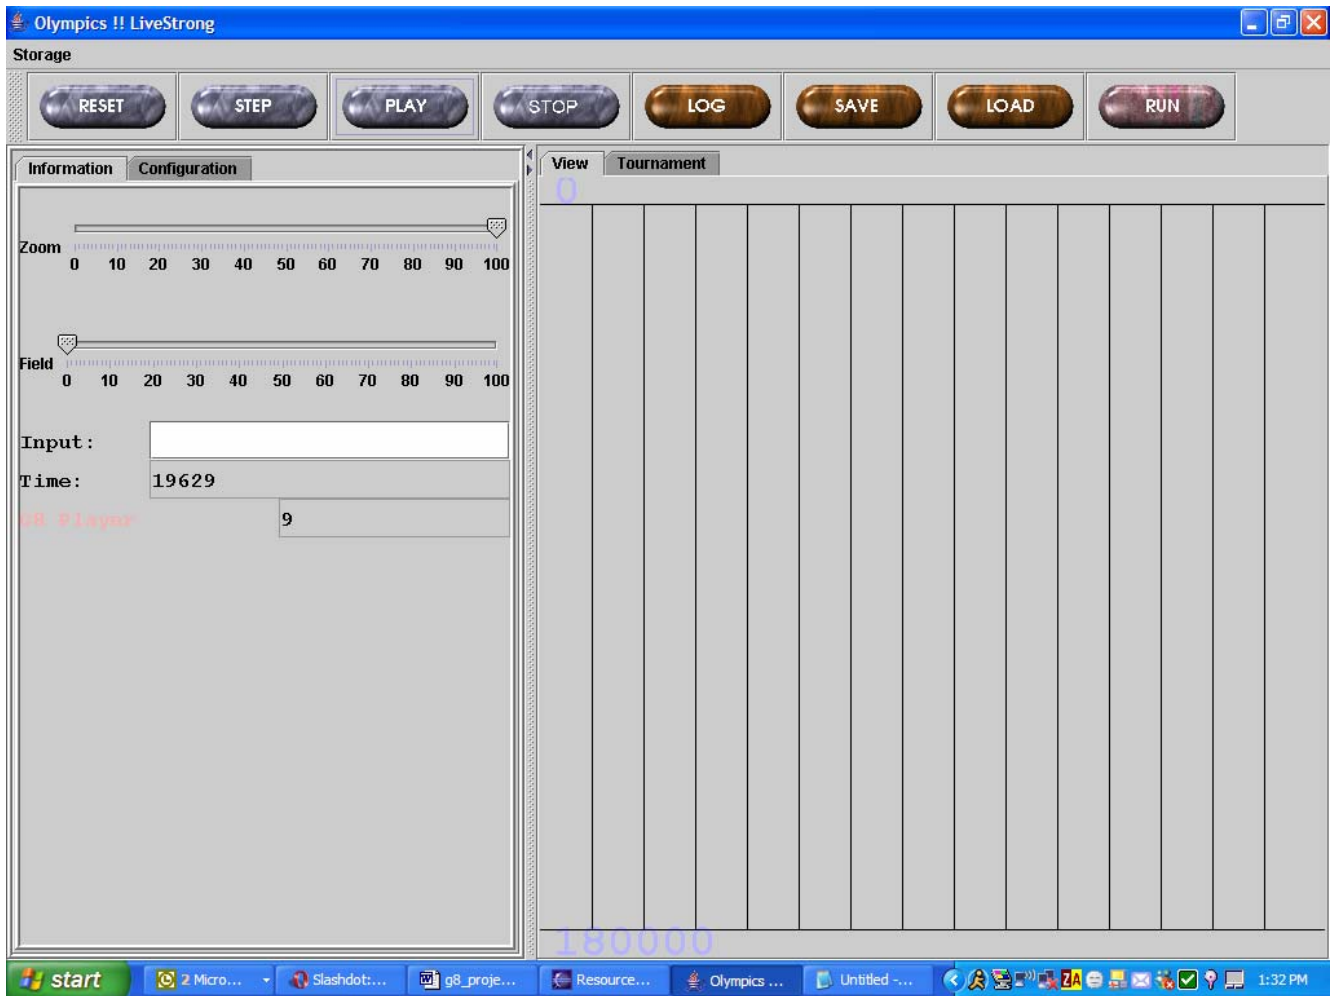 Olympics !! LiveStrong
Storage
RESET STEP PLAY STOP LOG SAVE LOAD RUN
Information Configuration
View Tournament
0
Zoom
0 10 20 30 40 50 60 70 80 90 100
Field
0 10 20 30 40 50 60 70 80 90 100
Input:
Time: 19629
G8 Player 9
180000
start 2 Micro... Slashdot:... g8_proje... Resource... Olympics ... Untitled -... ZA 1:32 PM